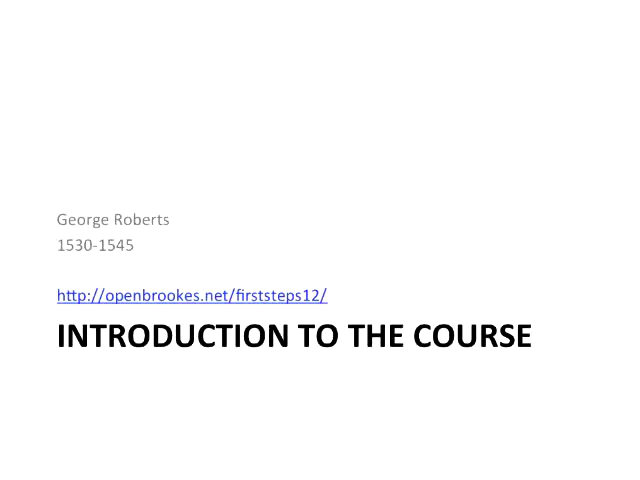 George Roberts
1530-1545
http://openbrookes.net/firststeps12/
INTRODUCTION TO THE COURSE